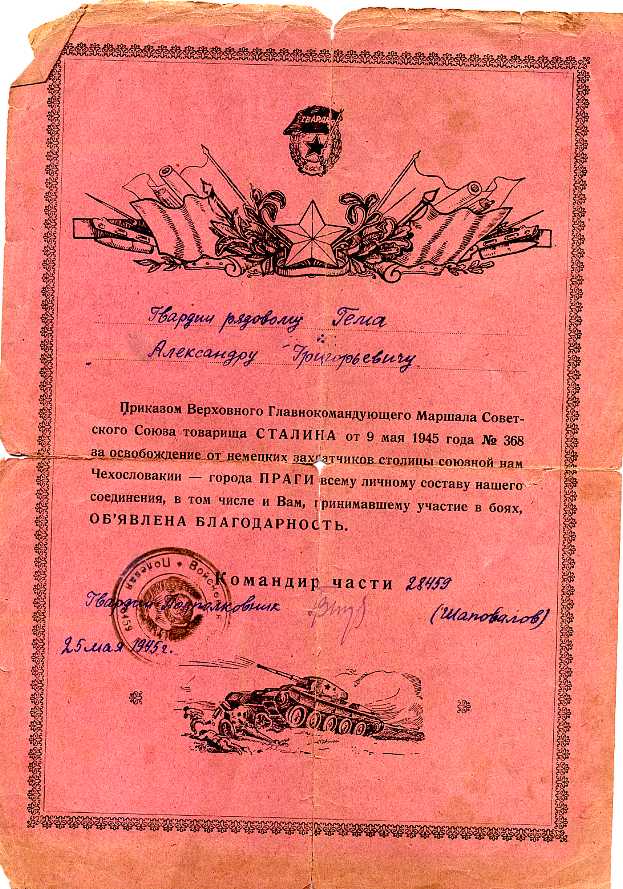 ГВАРДИЯ
Гвардии рядовому Гема
Александру Григорьевичу
Приказом Верховного Главнокомандующего Маршала Совет-
ского Союза товарища СТАЛИНА от 9 мая 1945 года № 368
за освобождение от немецких захватчиков столицы союзной нам
Чехословакии — города ПРАГИ всему личному составу нашего
соединения, в том числе и Вам, принимавшему участие в боях,
ОБ'ЯВЛЕНА БЛАГОДАРНОСТЬ.
Командир части 28459
Гвардии Подполковник (Шаповалов)
25 мая 1945 г.
Полевая